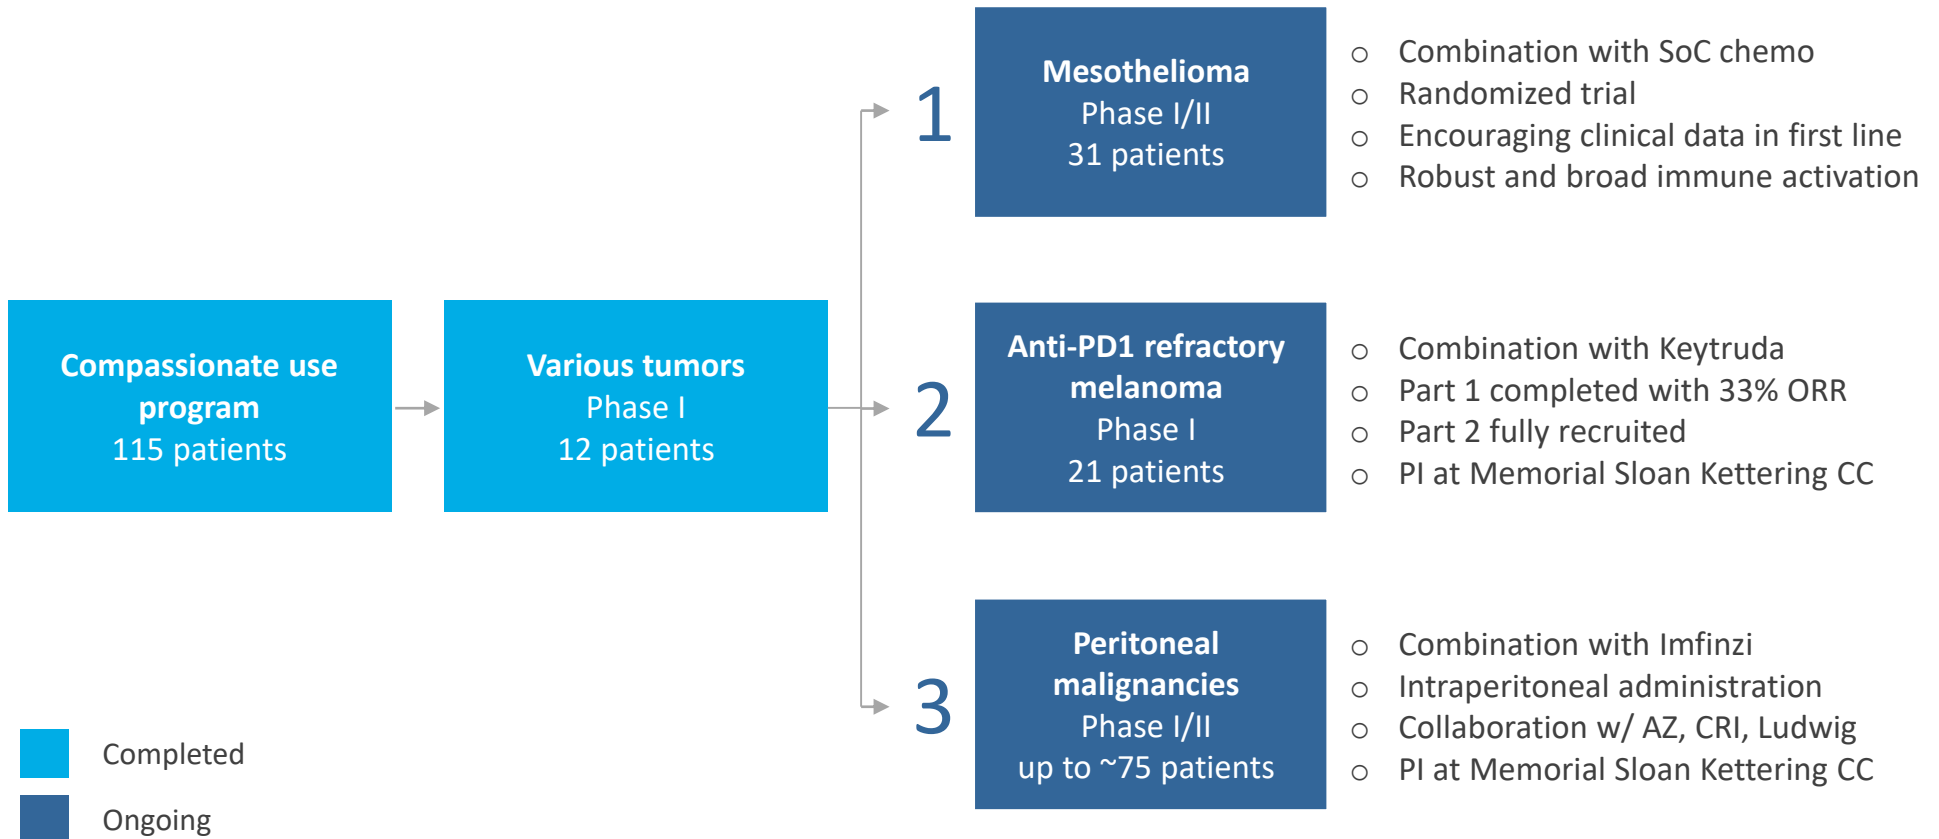 Compassionate use
program
115 patients
Various tumors
Phase I
12 patients
1
Mesothelioma
Phase I/II
31 patients
○ Combination with SoC chemo
○ Randomized trial
○ Encouraging clinical data in first line
○ Robust and broad immune activation
2
Anti-PD1 refractory
melanoma
Phase I
21 patients
○ Combination with Keytruda
○ Part 1 completed with 33% ORR
○ Part 2 fully recruited
○ PI at Memorial Sloan Kettering CC
3
Peritoneal
malignancies
Phase I/II
up to ~75 patients
○ Combination with Imfinzi
○ Intraperitoneal administration
○ Collaboration w/ AZ, CRI, Ludwig
○ PI at Memorial Sloan Kettering CC
Completed
Ongoing